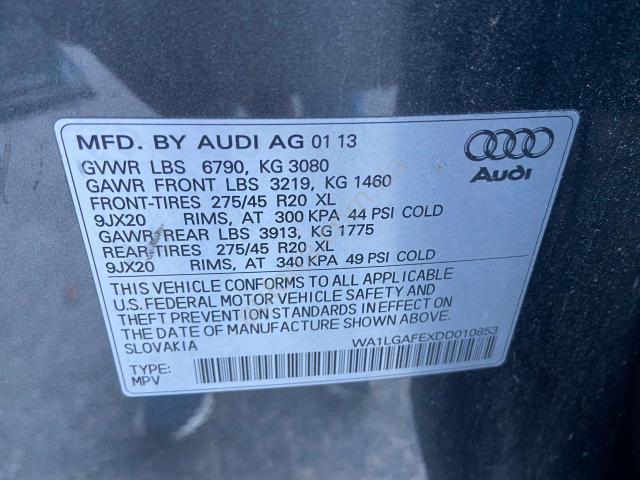 MFD. BY AUDI AG 01 13
GVWR LBS 6790, KG 3080
GAWR FRONT LBS 3219, KG 1460
FRONT-TIRES 275/45 R20 XL
9JX20 RIMS, AT 300 KPA 44 PSI COLD
GAWR REAR LBS 3913, KG 1775
REAR-TIRES 275/45 R20 XL
9JX20 RIMS, AT 340 KPA 49 PSI COLD
Audi
THIS VEHICLE CONFORMS TO ALL APPLICABLE
U.S. FEDERAL MOTOR VEHICLE SAFETY AND
THEFT PREVENTION STANDARDS IN EFFECT ON
THE DATE OF MANUFACTURE SHOWN ABOVE.
SLOVAKIA
WA1LGAFEXDD010853
TYPE:
MPV